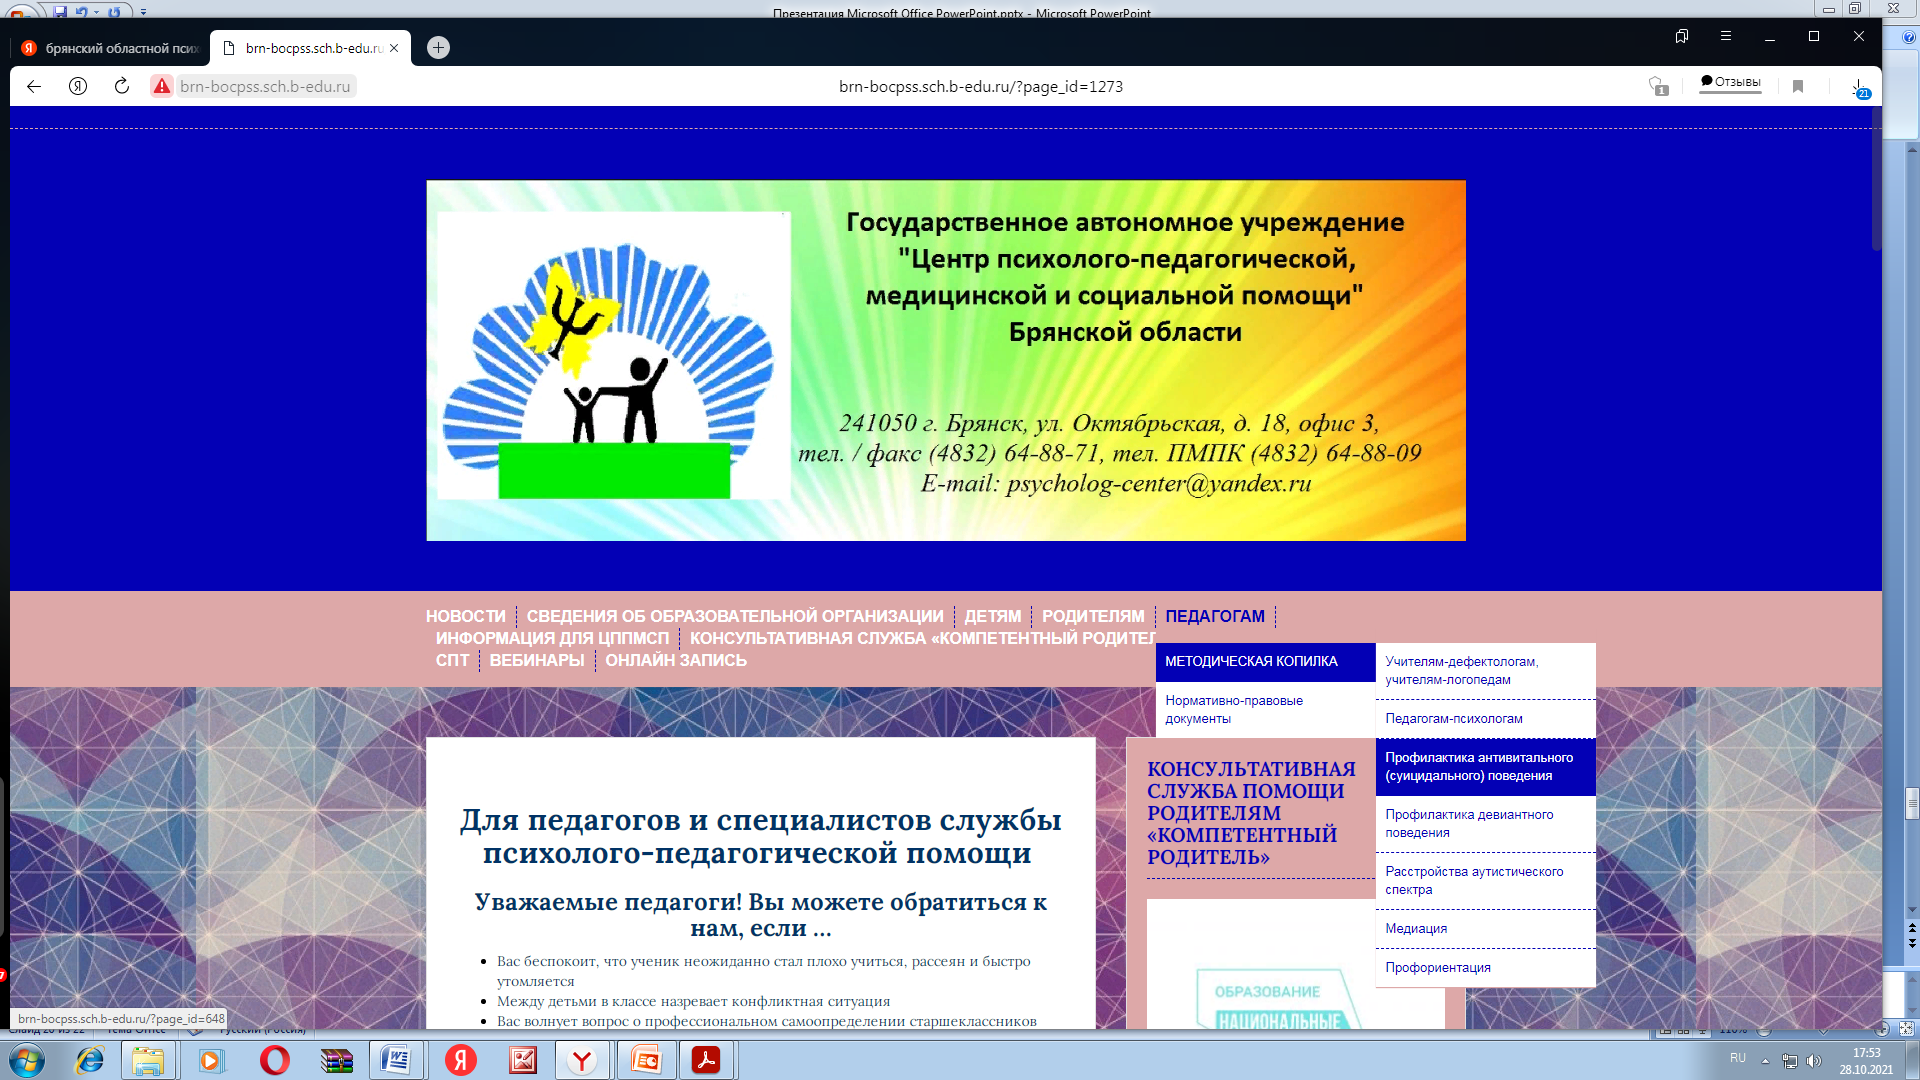 Презентация Microsoft Office PowerPoint.pptx - Microsoft PowerPoint
брянский областной псих
brn-bocpss.sch.b-edu.ru
brn-bocpss.sch.b-edu.ru
brn-bocpss.sch.b-edu.ru/?page_id=1273
1
Отзывы
21
Государственное автономное учреждение
"Центр психолого-педагогической,
медицинской и социальной помощи"
Брянской области
241050 г. Брянск, ул. Октябрьская, д. 18, офис 3,
тел. / факс (4832) 64-88-71, тел. ПМПК (4832) 64-88-09
E-mail: psycholog-center@yandex.ru
НОВОСТИ
СВЕДЕНИЯ ОБ ОБРАЗОВАТЕЛЬНОЙ ОРГАНИЗАЦИИ
ДЕТЯМ
РОДИТЕЛЯМ
ПЕДАГОГАМ
ИНФОРМАЦИЯ ДЛЯ ЦППМСП
КОНСУЛЬТАТИВНАЯ СЛУЖБА «КОМПЕТЕНТНЫЙ РОДИТЕЛ
СПТ
ВЕБИНАРЫ
ОНЛАЙН ЗАПИСЬ
МЕТОДИЧЕСКАЯ КОПИЛКА
Нормативно-правовые
документы
Учителям-дефектологам,
учителям-логопедам
Педагогам-психологам
Профилактика антивитального
(суицидального) поведения
Профилактика девиантного
поведения
Расстройства аутистического
спектра
Медиация
Профориентация
Для педагогов и специалистов службы
психолого-педагогической помощи
Уважаемые педагоги! Вы можете обратиться к
нам, если …
Вас беспокоит, что ученик неожиданно стал плохо учиться, рассеян и быстро
утомляется
Между детьми в классе назревает конфликтная ситуация
Вас волнует вопрос о профессиональном самоопределении старшеклассников
КОНСУЛЬТАТИВНАЯ
СЛУЖБА ПОМОЩИ
РОДИТЕЛЯМ
«КОМПЕТЕНТНЫЙ
РОДИТЕЛЬ»
ОБРАЗОВАНИЕ
НАЦИОНАЛЬНЫЕ
brn-bocpss.sch.b-edu.ru/?page_id=648
RU
17:53
28.10.2021